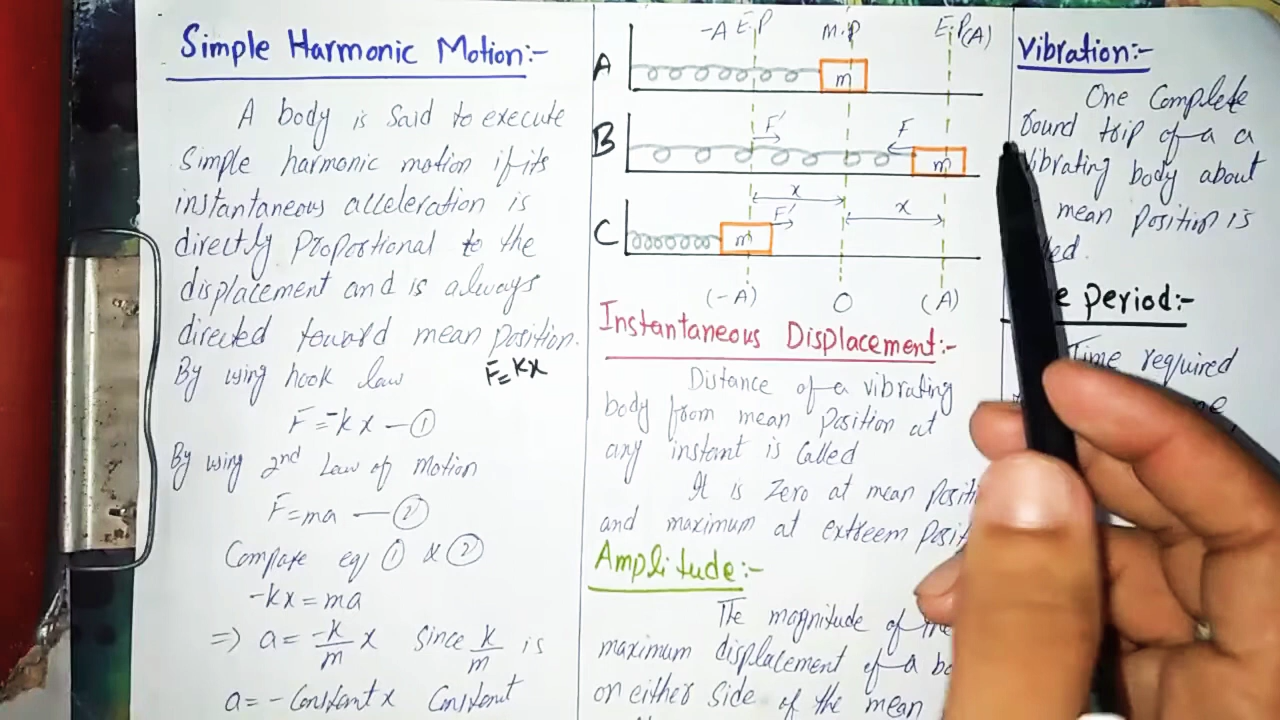 Simple Harmonic Motion:-
A body is said to execute
Simple harmonic motion if its
instantaneous acceleration is
directly Proportional to the
displacement and is always
directed toward mean position.
By using hook law F=kx
F=-kx —①
By using 2nd Law of Motion
F=ma —②
Compare eq ① & ②
-kx=ma
⇒ a=-k/m x Since k/m is
a=-Constant x Constant
-A E.P M.P E.P(A)
A m
B F' F m
x x
C m F'
(-A) O (A)
Instantaneous Displacement:-
Distance of a vibrating
body from mean Position at
any instant is Called
It is Zero at mean
and maximum at extreem
Amplitude:-
The magnitude of the
maximum displacement of a
on either side of the mean
Vibration:-
One Complete
round trip of a a
vibrating body about
mean Position is
Period:-
Time required